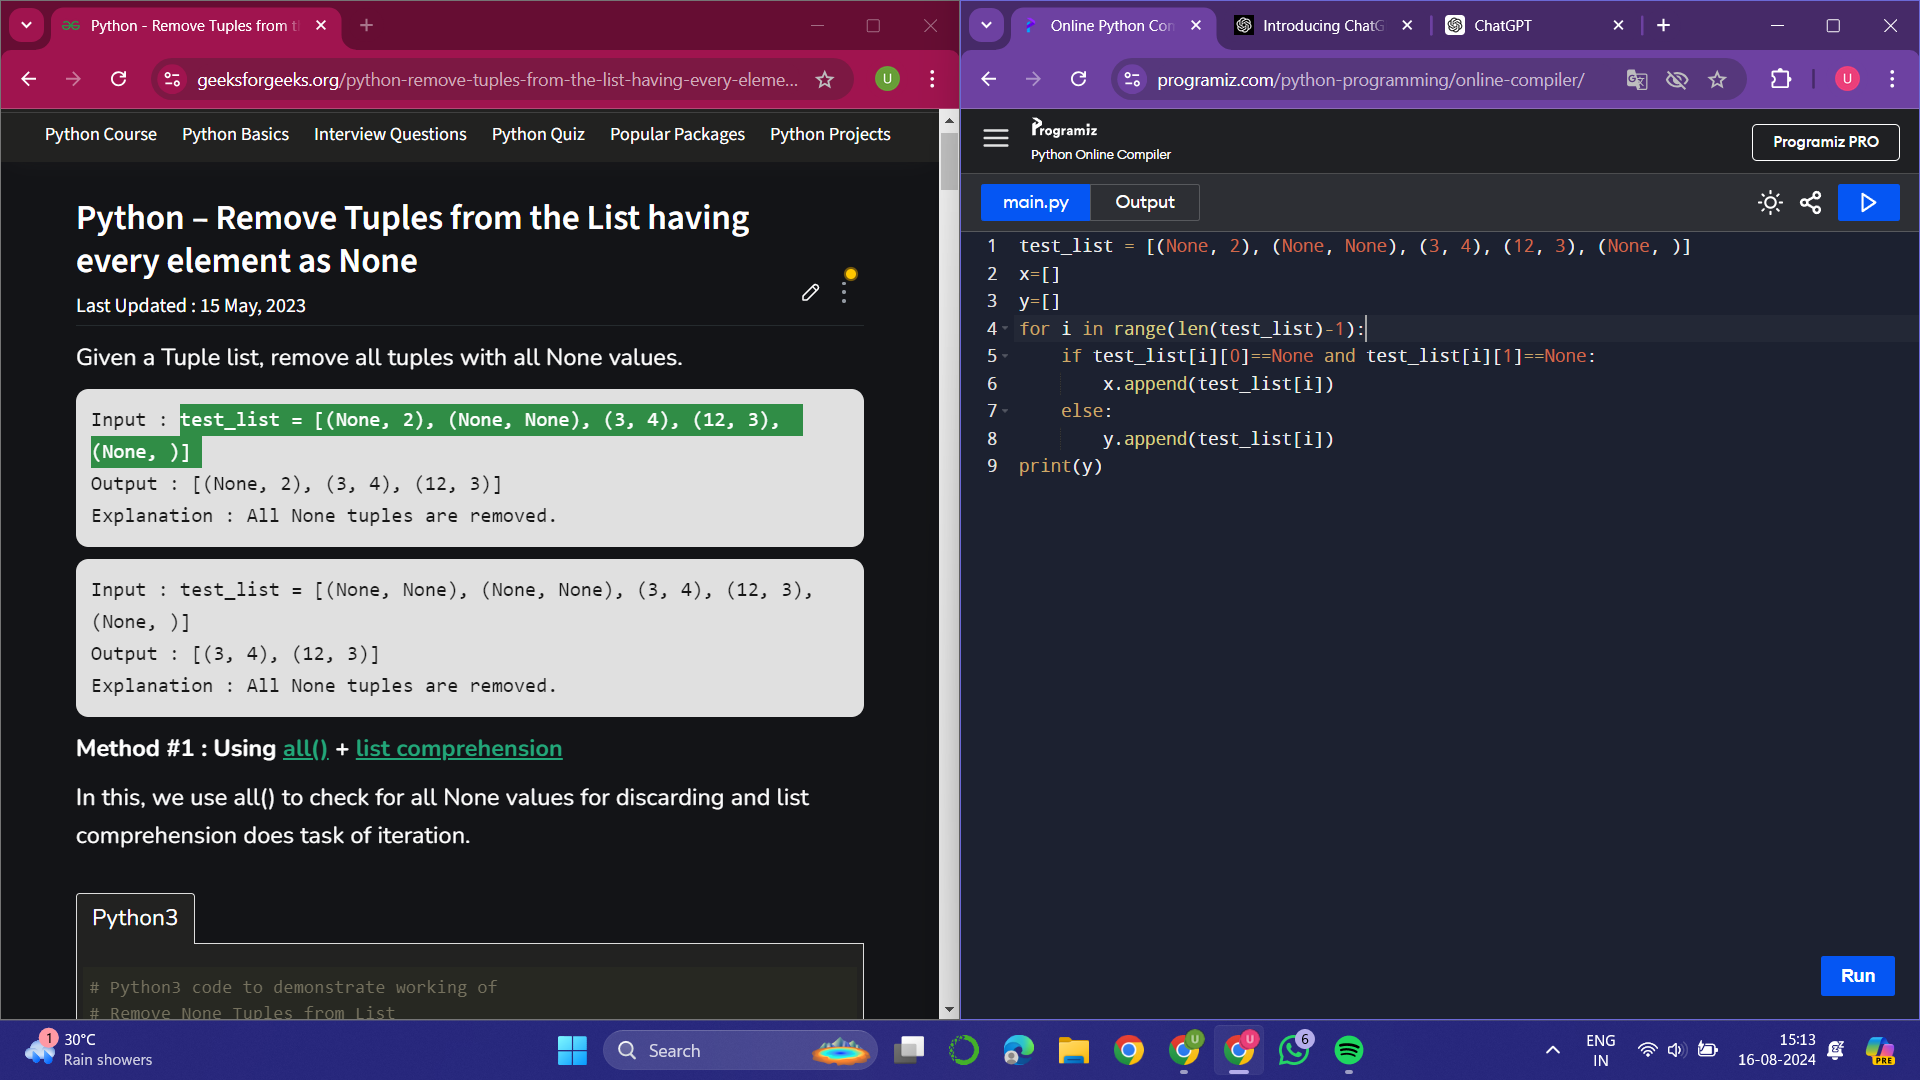 Python - Remove Tuples from t
geeksforgeeks.org/python-remove-tuples-from-the-list-having-every-eleme...
U
Python Course Python Basics Interview Questions Python Quiz Popular Packages Python Projects
Python – Remove Tuples from the List having
every element as None
Last Updated : 15 May, 2023
Given a Tuple list, remove all tuples with all None values.
Input : test_list = [(None, 2), (None, None), (3, 4), (12, 3),
(None, )]
Output : [(None, 2), (3, 4), (12, 3)]
Explanation : All None tuples are removed.
Input : test_list = [(None, None), (None, None), (3, 4), (12, 3),
(None, )]
Output : [(3, 4), (12, 3)]
Explanation : All None tuples are removed.
Method #1 : Using all() + list comprehension
In this, we use all() to check for all None values for discarding and list
comprehension does task of iteration.
Python3
# Python3 code to demonstrate working of
# Remove None Tuples from List
Online Python Con
Introducing ChatG
ChatGPT
programiz.com/python-programming/online-compiler/
U
Programiz
Python Online Compiler
Programiz PRO
main.py
Output
1 test_list = [(None, 2), (None, None), (3, 4), (12, 3), (None, )]
2 x=[]
3 y=[]
4 for i in range(len(test_list)-1):
5 if test_list[i][0]==None and test_list[i][1]==None:
6 x.append(test_list[i])
7 else:
8 y.append(test_list[i])
9 print(y)
Run
1
30°C
Rain showers
Search
U
U
6
ENG
IN
15:13
16-08-2024
PRE